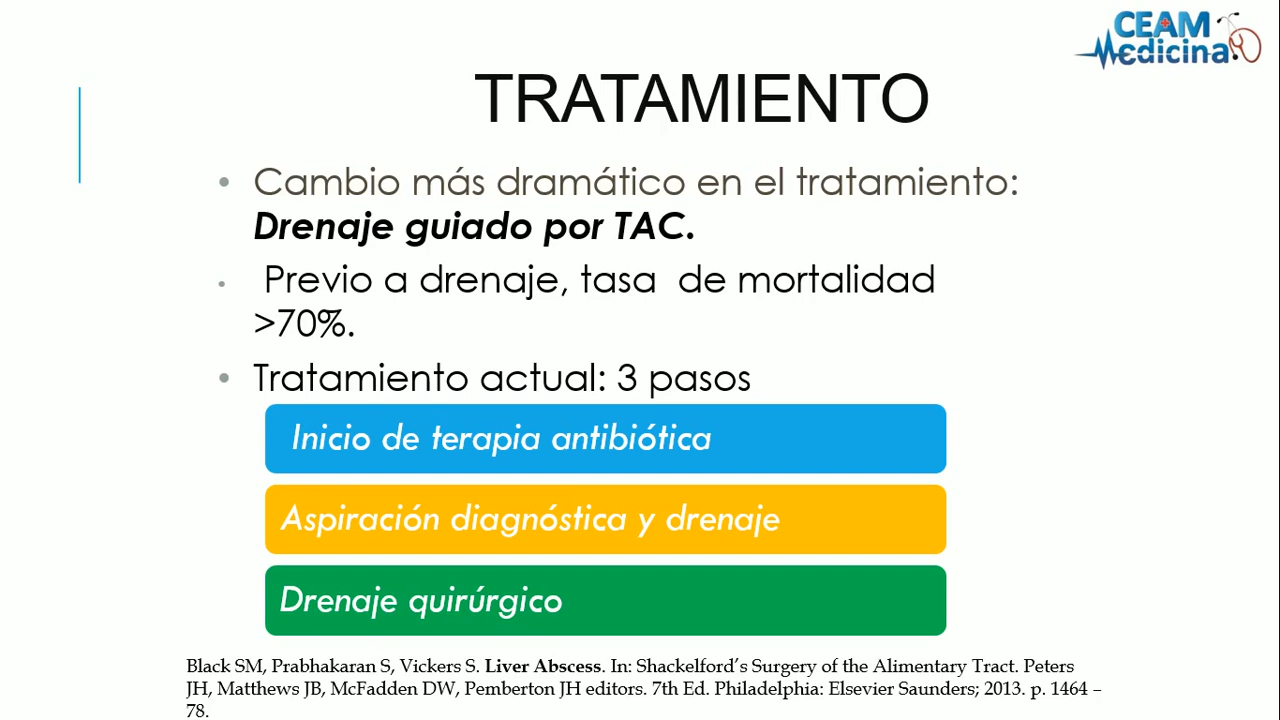 CEAM
Medicina
TRATAMIENTO
• Cambio más dramático en el tratamiento:
Drenaje guiado por TAC.
• Previo a drenaje, tasa de mortalidad
>70%.
• Tratamiento actual: 3 pasos
Inicio de terapia antibiótica
Aspiración diagnóstica y drenaje
Drenaje quirúrgico
Black SM, Prabhakaran S, Vickers S. Liver Abscess. In: Shackelford’s Surgery of the Alimentary Tract. Peters
JH, Matthews JB, McFadden DW, Pemberton JH editors. 7th Ed. Philadelphia: Elsevier Saunders; 2013. p. 1464 –
78.